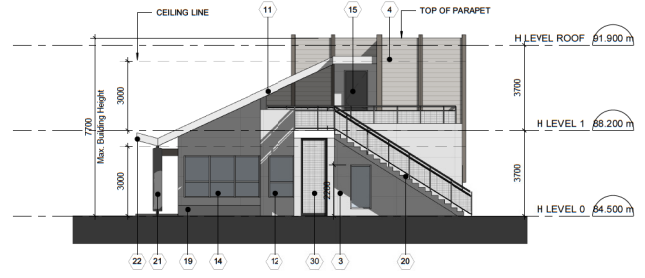 11
15
4
CEILING LINE
TOP OF PARAPET
H LEVEL ROOF 91.900 m
3000
3700
7700
Max. Building Height
H LEVEL 1 88.200 m
3000
2200
3700
H LEVEL 0 84.500 m
22
21
19
14
12
30
3
20